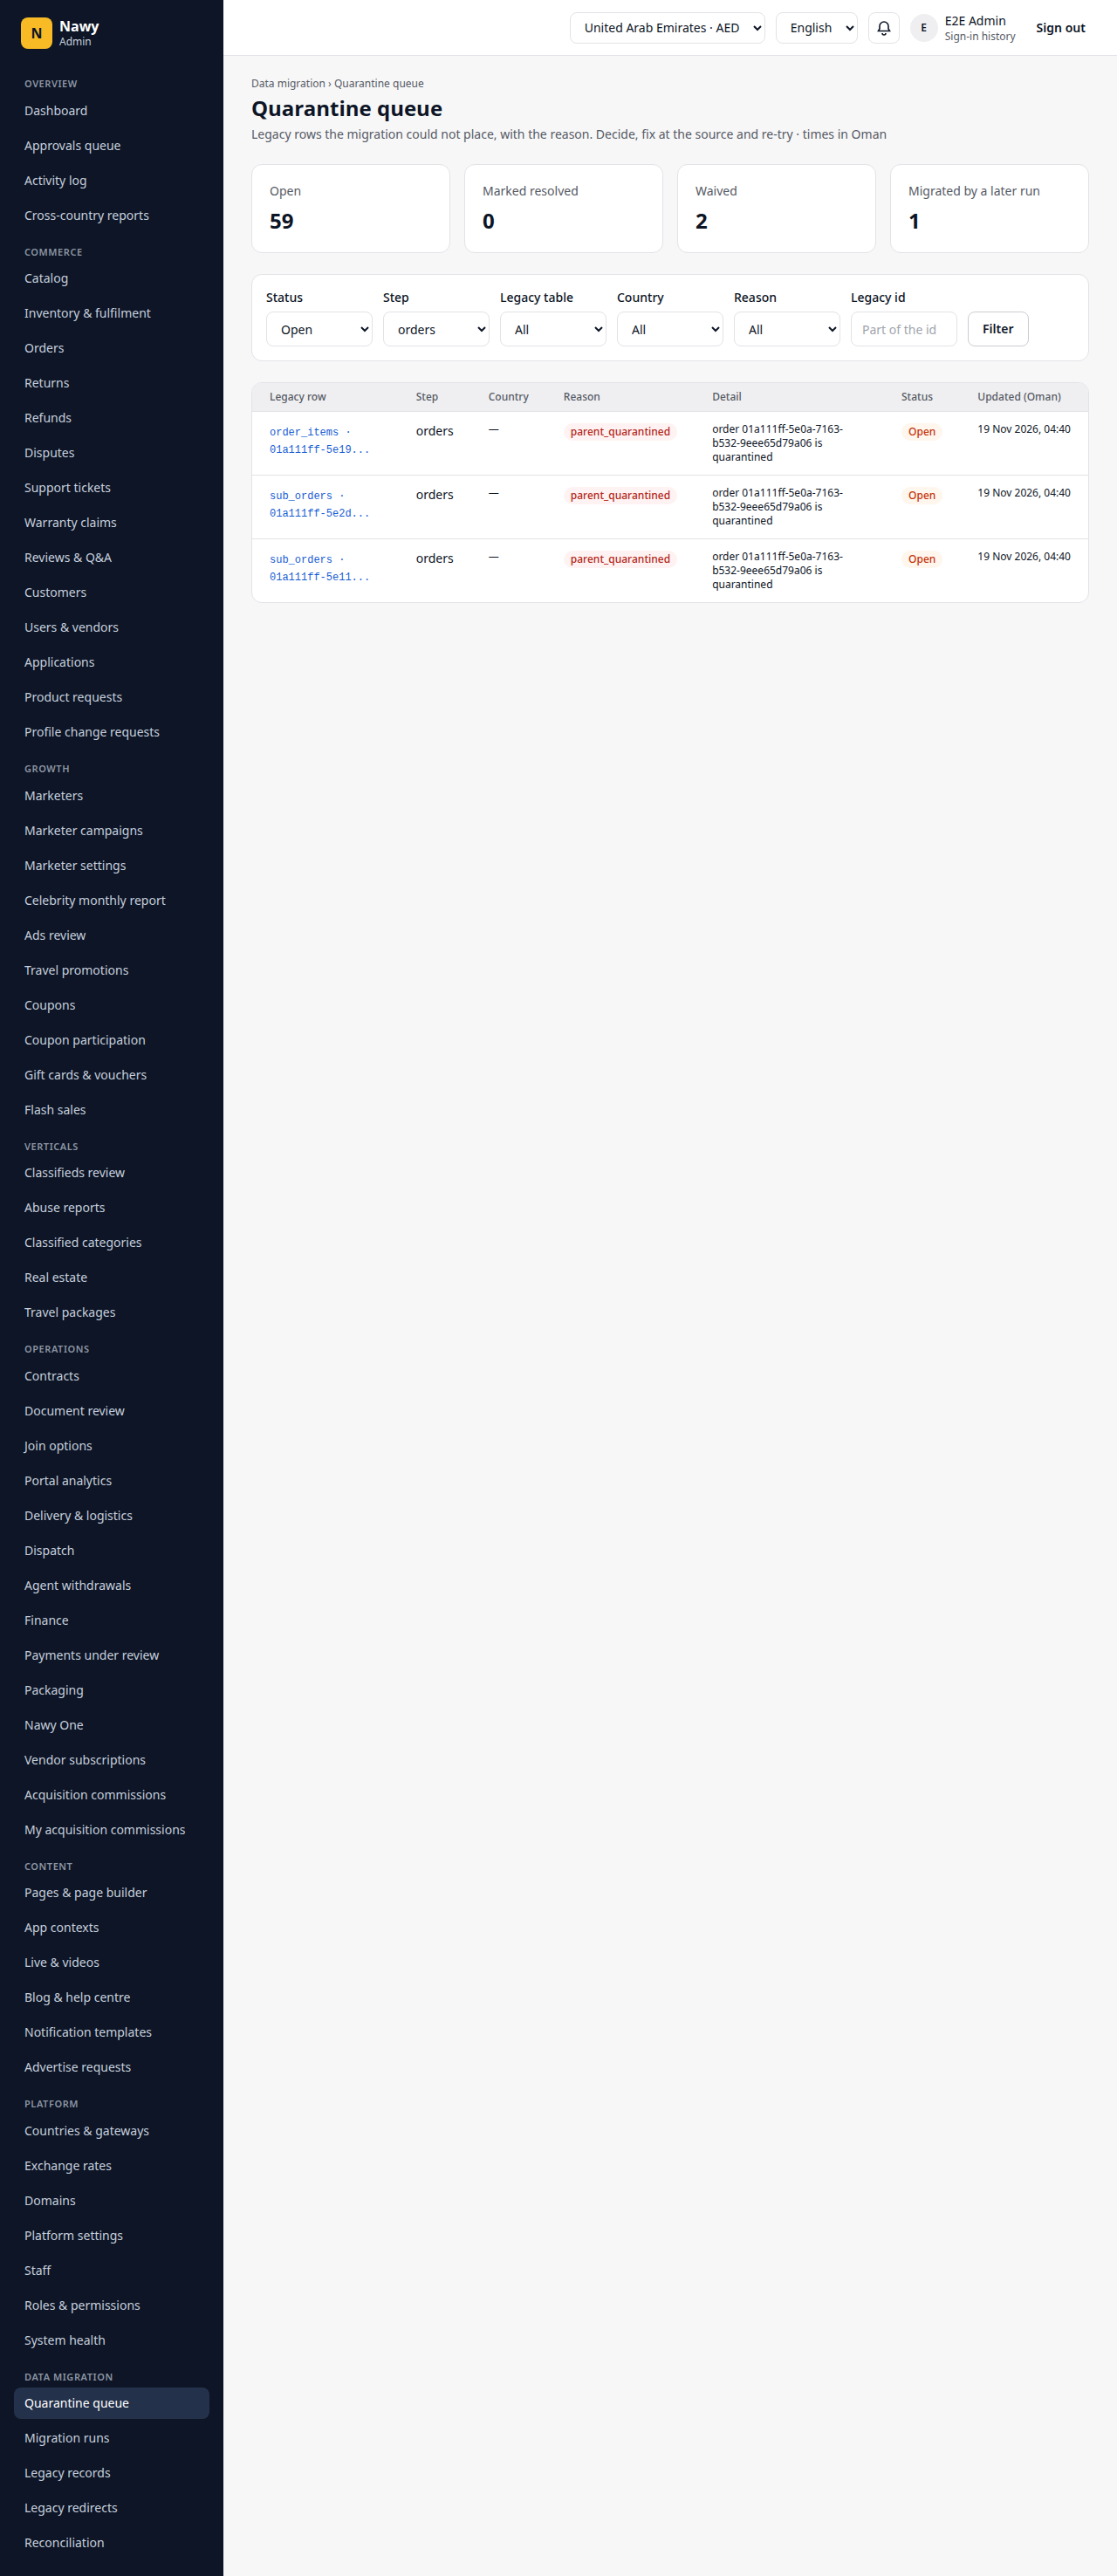 N
Nawy
Admin
United Arab Emirates · AED
English
E
E2E Admin
Sign-in history
Sign out
OVERVIEW
Dashboard
Approvals queue
Activity log
Cross-country reports
COMMERCE
Catalog
Inventory & fulfilment
Orders
Returns
Refunds
Disputes
Support tickets
Warranty claims
Reviews & Q&A
Customers
Users & vendors
Applications
Product requests
Profile change requests
GROWTH
Marketers
Marketer campaigns
Marketer settings
Celebrity monthly report
Ads review
Travel promotions
Coupons
Coupon participation
Gift cards & vouchers
Flash sales
VERTICALS
Classifieds review
Abuse reports
Classified categories
Real estate
Travel packages
OPERATIONS
Contracts
Document review
Join options
Portal analytics
Delivery & logistics
Dispatch
Agent withdrawals
Finance
Payments under review
Packaging
Nawy One
Vendor subscriptions
Acquisition commissions
My acquisition commissions
CONTENT
Pages & page builder
App contexts
Live & videos
Blog & help centre
Notification templates
Advertise requests
PLATFORM
Countries & gateways
Exchange rates
Domains
Platform settings
Staff
Roles & permissions
System health
DATA MIGRATION
Quarantine queue
Migration runs
Legacy records
Legacy redirects
Reconciliation
Data migration › Quarantine queue
Quarantine queue
Legacy rows the migration could not place, with the reason. Decide, fix at the source and re-try · times in Oman
Open
59
Marked resolved
0
Waived
2
Migrated by a later run
1
Status
Open
Step
orders
Legacy table
All
Country
All
Reason
All
Legacy id
Part of the id
Filter
Legacy row Step Country Reason Detail Status Updated (Oman)
order_items ·
01a111ff-5e19...
orders
—
parent_quarantined
order 01a111ff-5e0a-7163-
b532-9eee65d79a06 is
quarantined
Open
19 Nov 2026, 04:40
sub_orders ·
01a111ff-5e2d...
orders
—
parent_quarantined
order 01a111ff-5e0a-7163-
b532-9eee65d79a06 is
quarantined
Open
19 Nov 2026, 04:40
sub_orders ·
01a111ff-5e11...
orders
—
parent_quarantined
order 01a111ff-5e0a-7163-
b532-9eee65d79a06 is
quarantined
Open
19 Nov 2026, 04:40